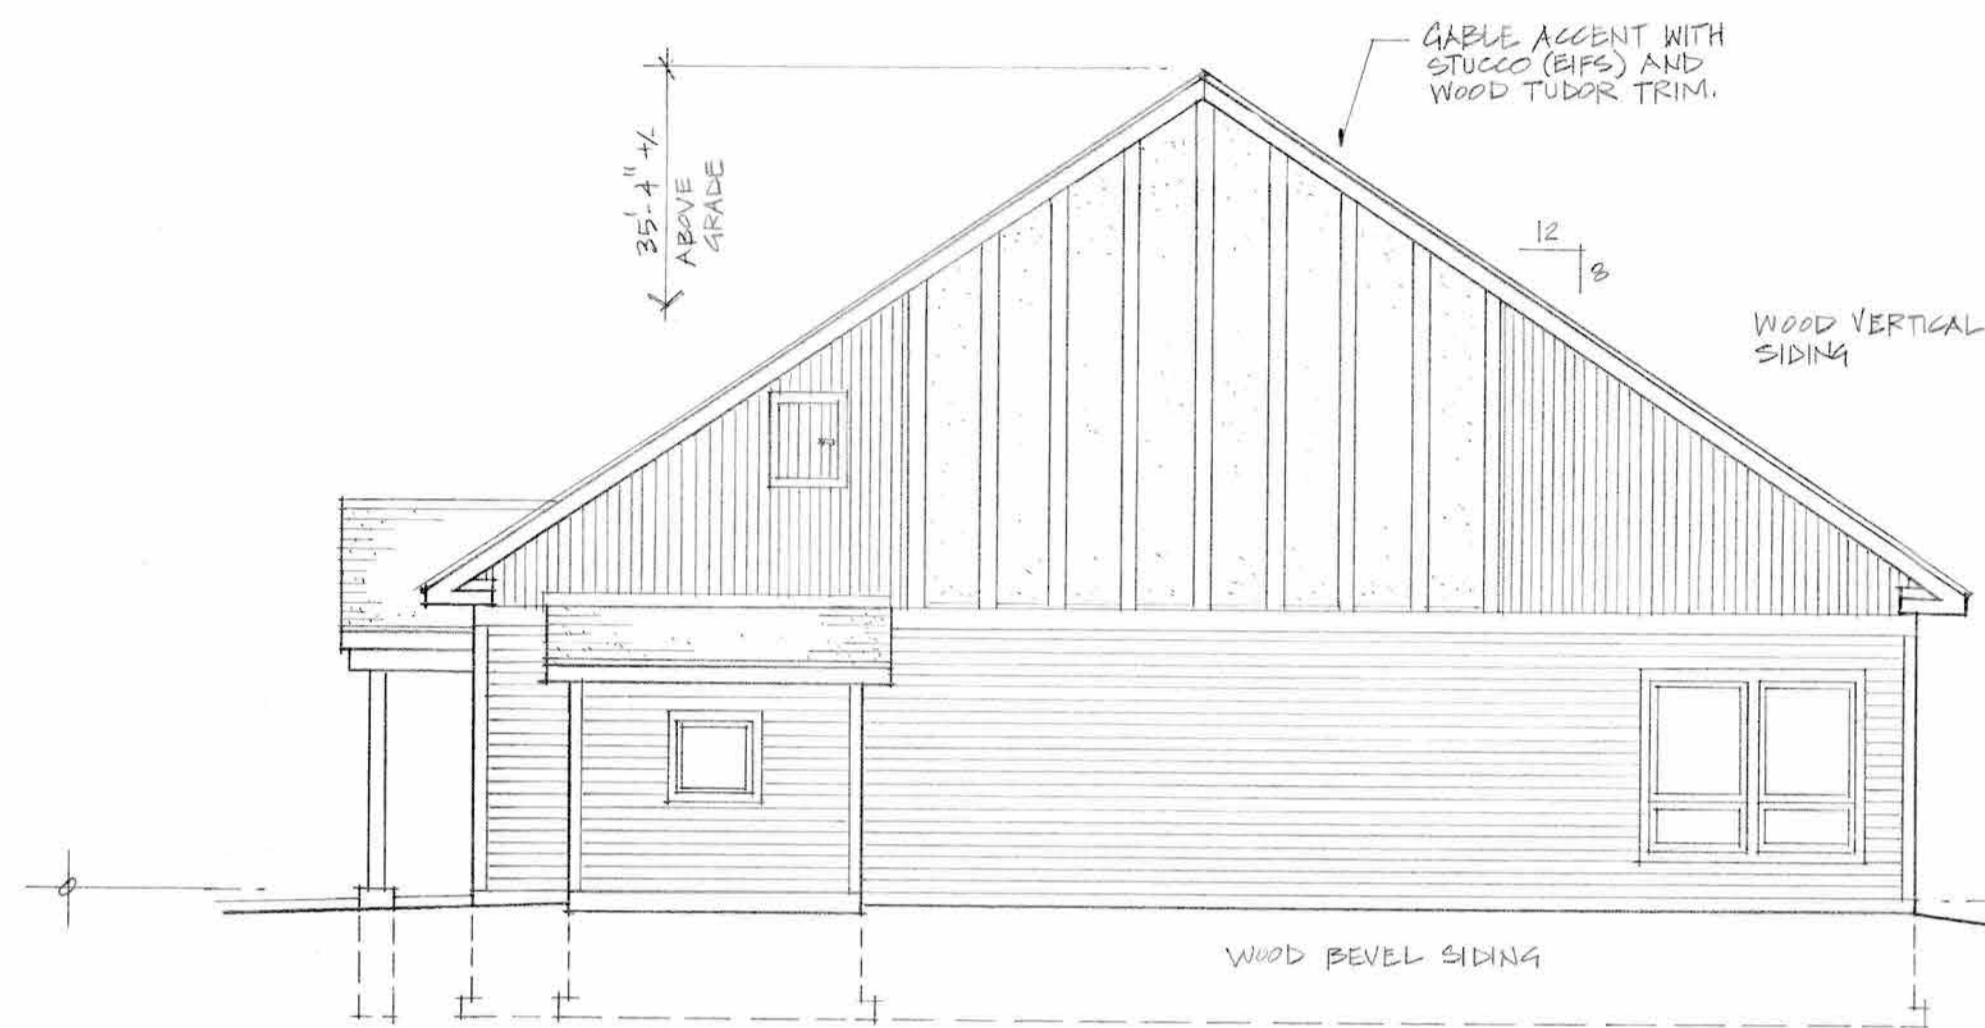 GABLE ACCENT WITH
STUCCO (EIFS) AND
WOOD TUDOR TRIM.
35'-4" +/-
ABOVE
GRADE
12
8
WOOD VERTICAL
SIDING
WOOD BEVEL SIDING